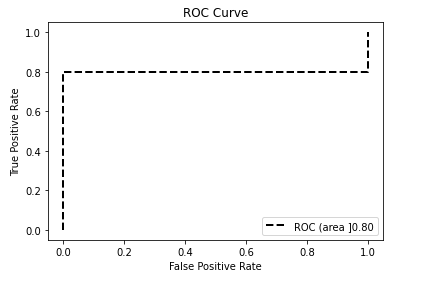 ROC Curve
1.0
0.8
0.6
0.4
0.2
0.0
True Positive Rate
ROC (area ]0.80
0.0 0.2 0.4 0.6 0.8 1.0
False Positive Rate